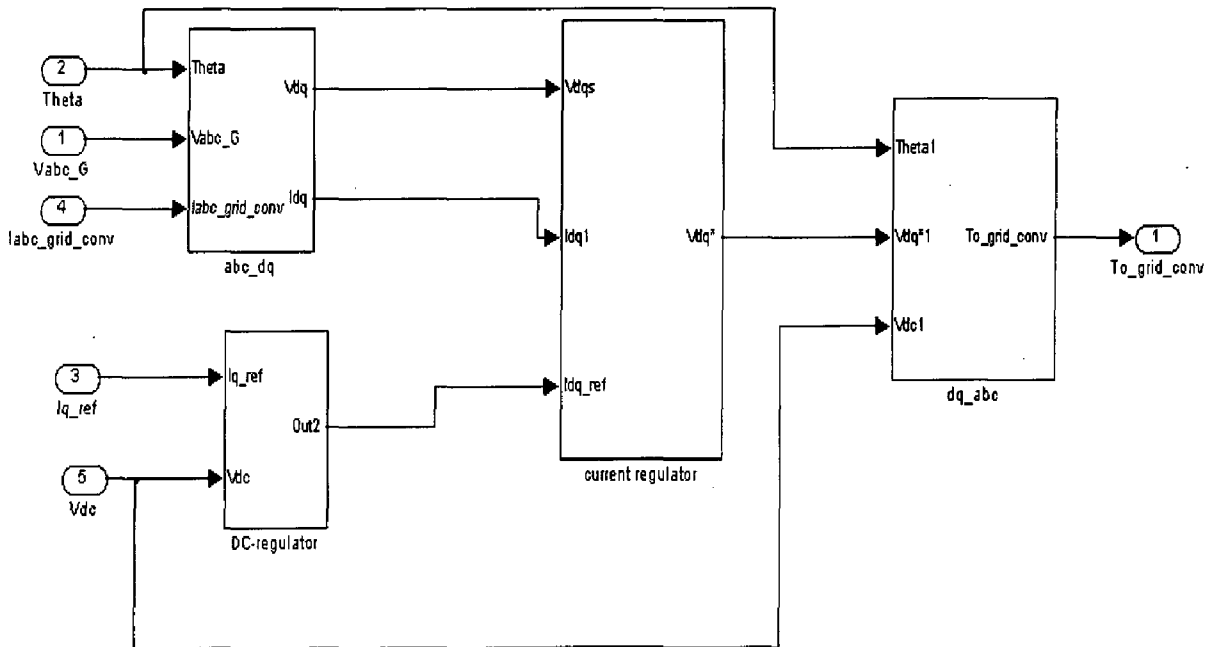 2
Theta
1
Vabc_G
4
Iabc_grid_conv
Theta
Vabc_G
Iabc_grid_conv
Vdq
Idq
abc_dq
3
Iq_ref
5
Vdc
Iq_ref
Vdc
Out2
DC-regulator
Vdqs
Idq1
Idq_ref
Vdq*
current regulator
Theta1
Vdq*1
Vdc1
To_grid_conv
dq_abc
1
To_grid_conv